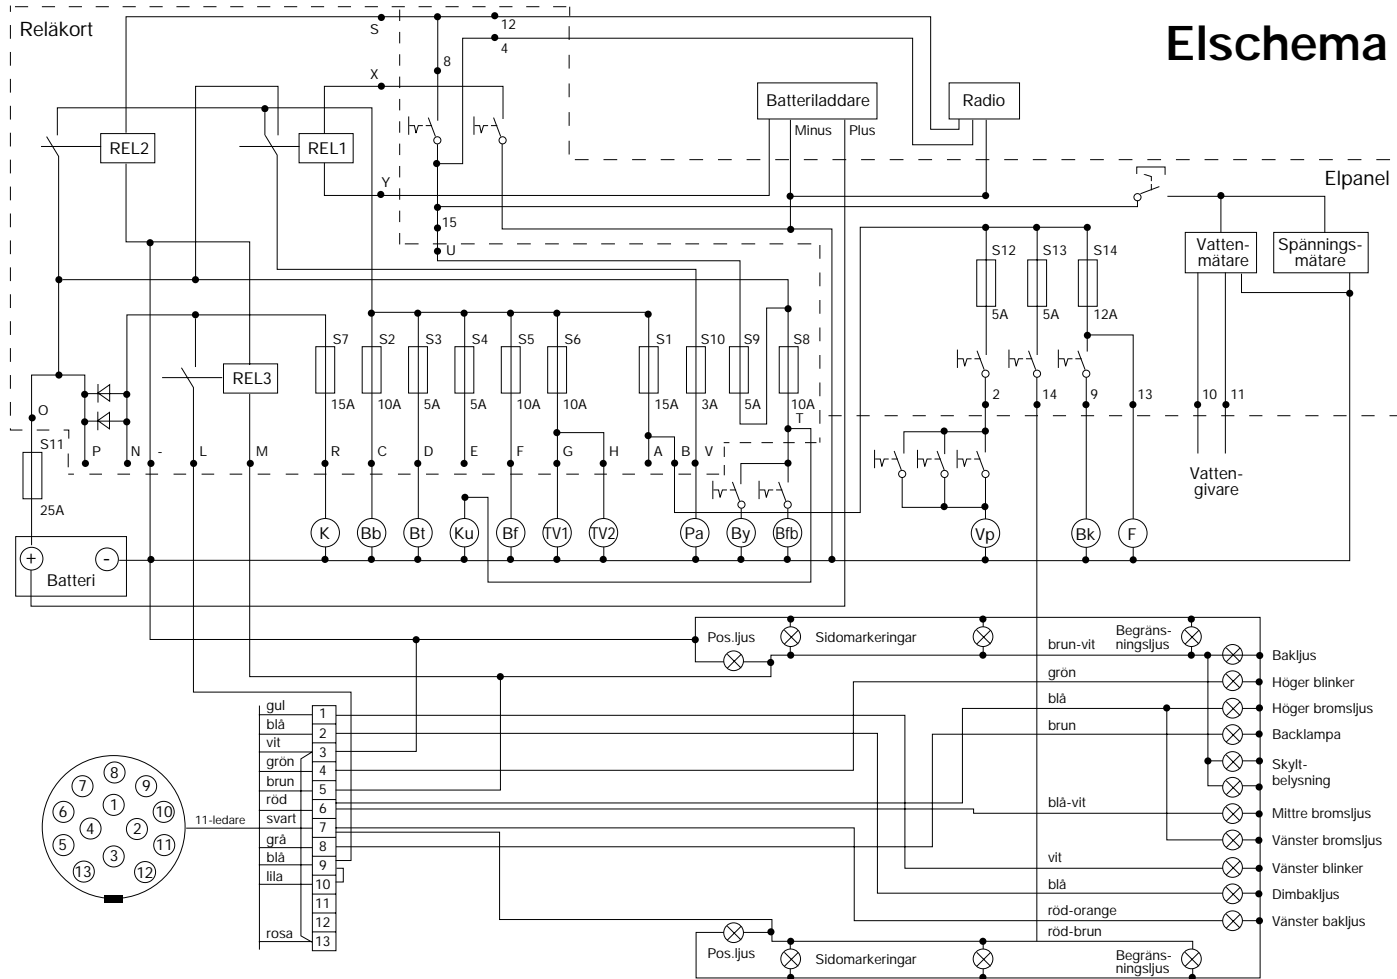 Elschema
Reläkort
S
12
4
8
X
Batteriladdare
Minus
Plus
Radio
REL2
REL1
Y
Elpanel
15
U
S12
S13
S14
5A
5A
12A
Vatten-
mätare
Spännings-
mätare
S7
S2
S3
S4
S5
S6
S1
S10
S9
S8
REL3
15A
10A
5A
5A
10A
10A
15A
3A
5A
10A
T
2
14
9
13
10
11
O
S11
25A
P
N
-
L
M
R
C
D
E
F
G
H
A
B
V
Vatten-
givare
K
Bb
Bt
Ku
Bf
TV1
TV2
Pa
By
Bfb
Vp
Bk
F
+
-
Batteri
Pos.ljus
Sidomarkeringar
Begräns-
ningsljus
brun-vit
Bakljus
grön
Höger blinker
blå
Höger bromsljus
brun
Backlampa
Skylt-
belysning
blå-vit
Mittre bromsljus
Vänster bromsljus
vit
Vänster blinker
blå
Dimbakljus
röd-orange
Vänster bakljus
röd-brun
gul
1
blå
2
vit
3
grön
4
brun
5
röd
6
svart
7
grå
8
blå
9
lila
10
11
12
rosa
13
11-ledare
8
7
9
6
1
10
4
2
5
3
11
13
12
Pos.ljus
Sidomarkeringar
Begräns-
ningsljus